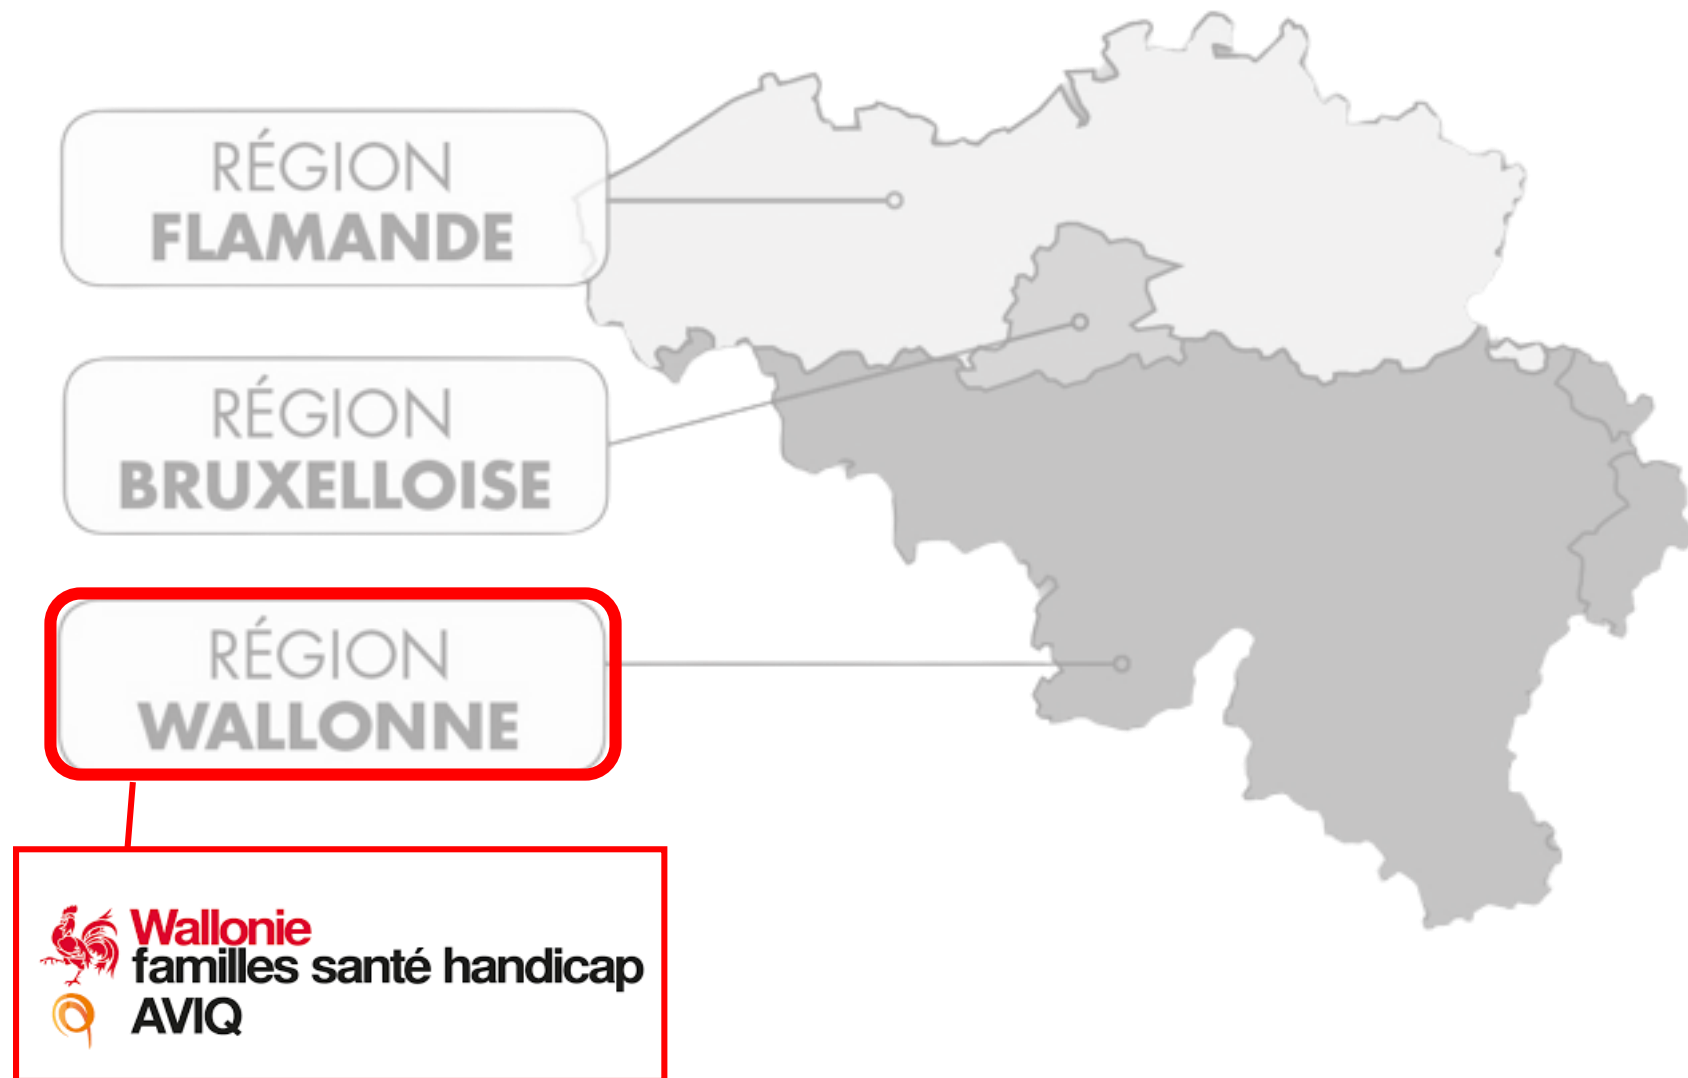 RÉGION
FLAMANDE
RÉGION
BRUXELLOISE
RÉGION
WALLONNE
Wallonie
familles santé handicap
AVIQ